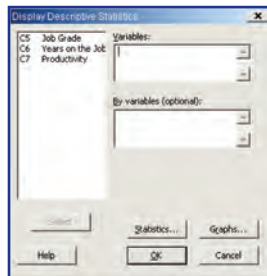 Display Descriptive Statistics
C5 Job Grade
C6 Years on the Job
C7 Productivity
Variables:
By variables (optional):
Select
Statistics...
Graphs...
Help
OK
Cancel